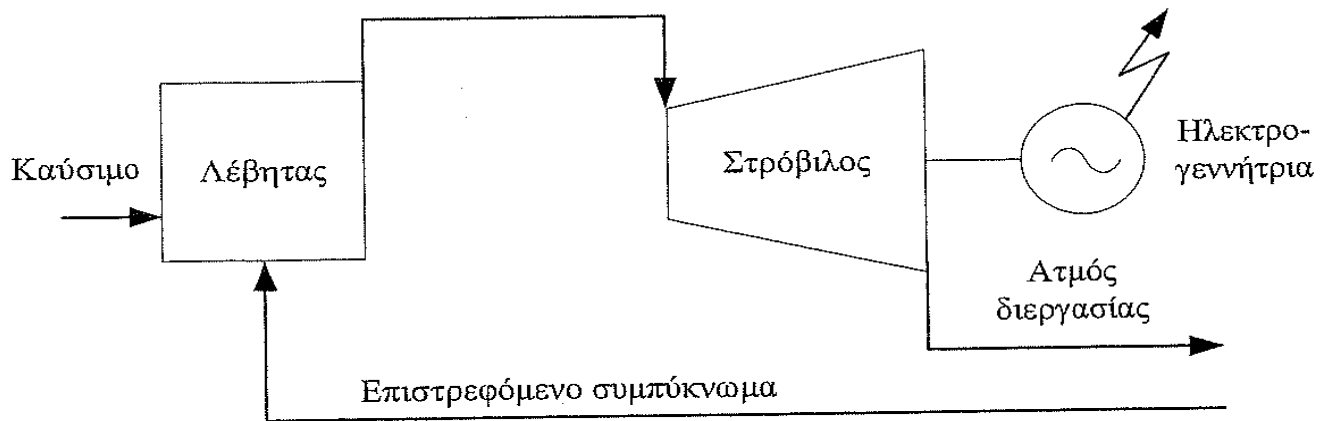 Καύσιμο
Λέβητας
Στρόβιλος
Ηλεκτρο-
γεννήτρια
Ατμός
διεργασίας
Επιστρεφόμενο συμπύκνωμα